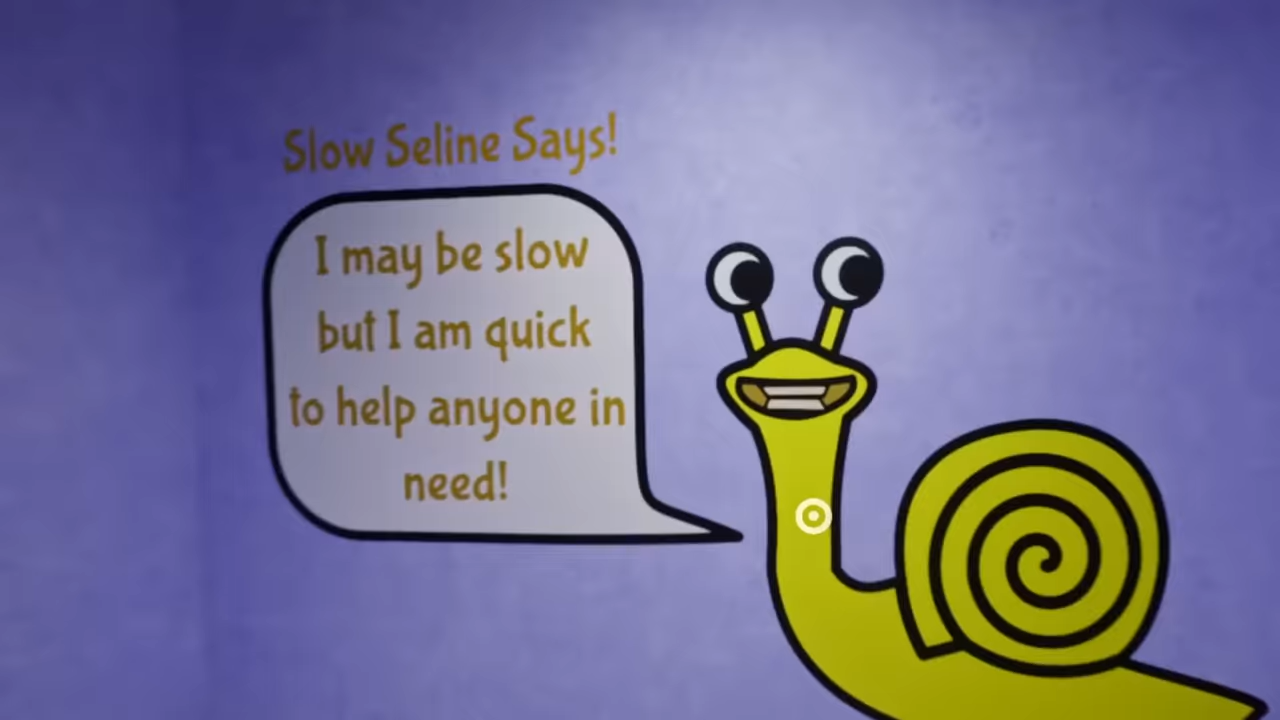 Slow Seline Says!
I may be slow
but I am quick
to help anyone in
need!